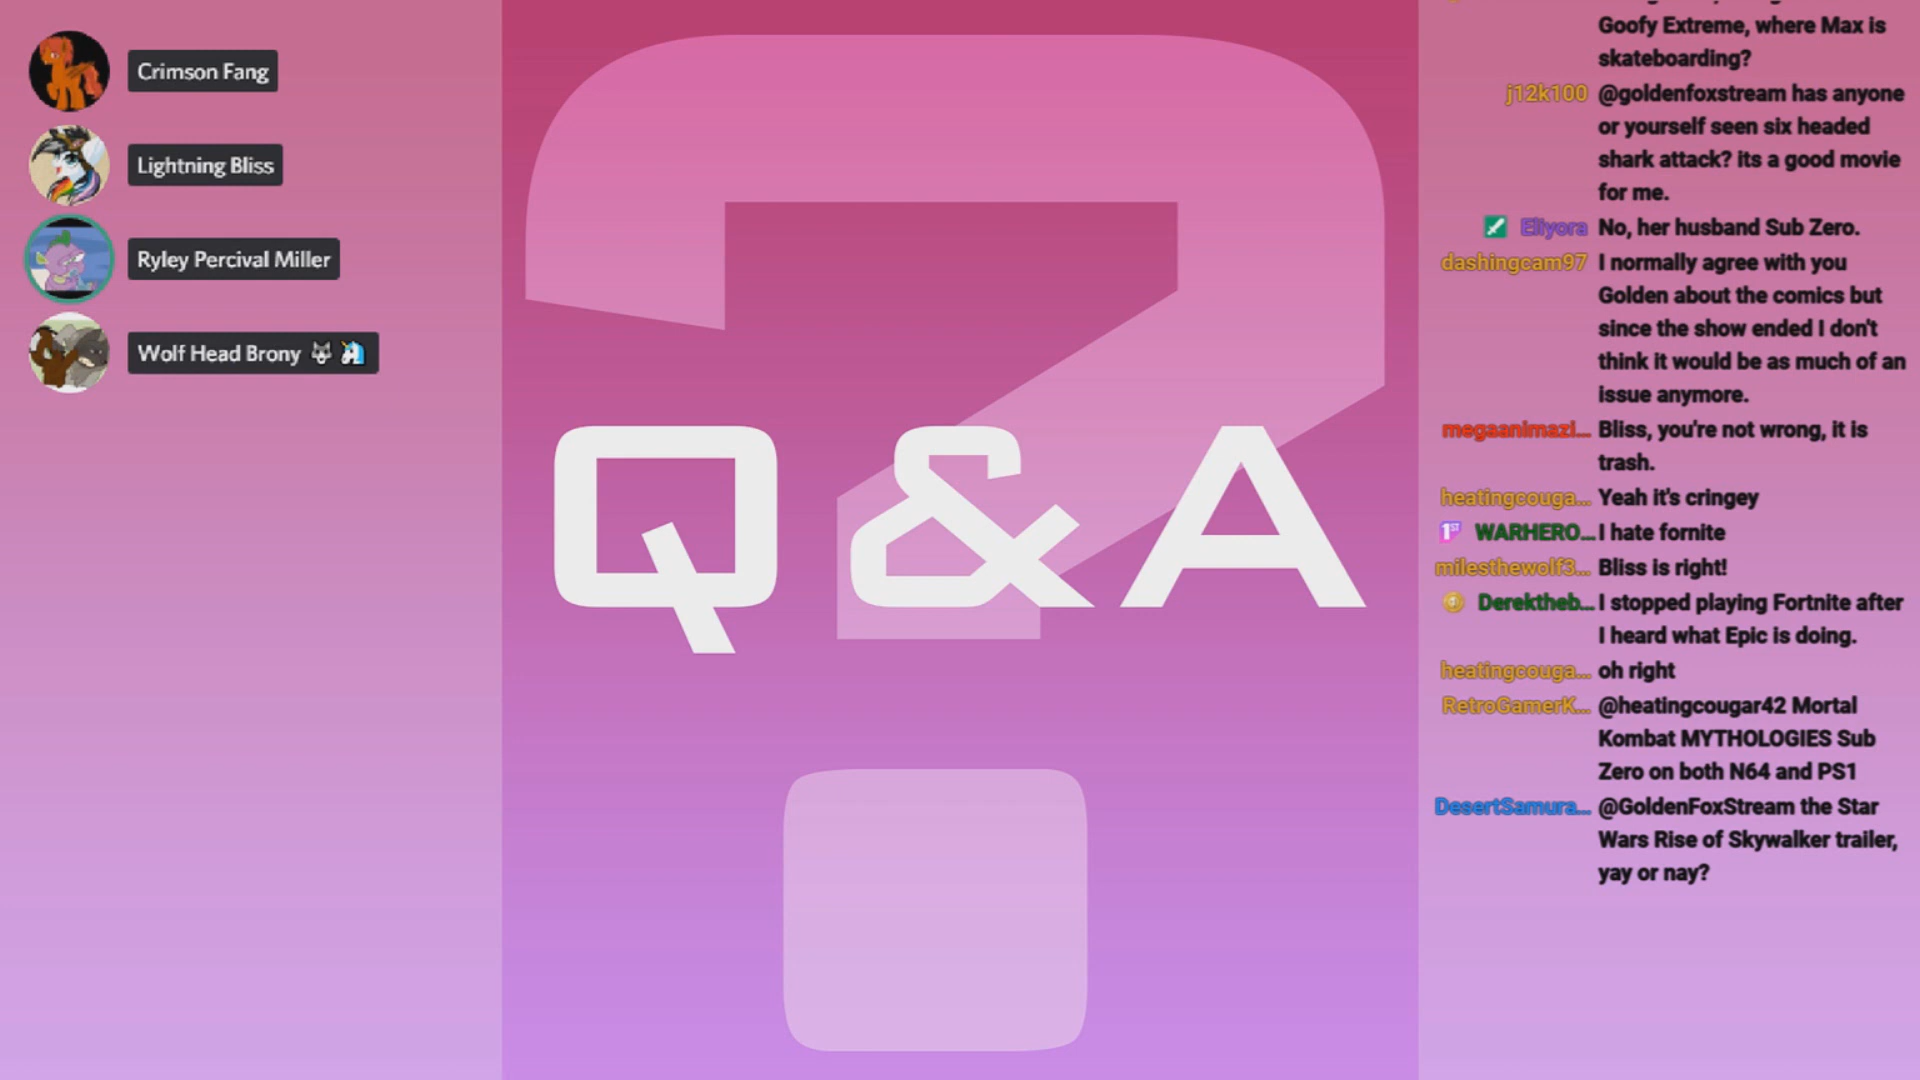 Crimson Fang
Lightning Bliss
Ryley Percival Miller
Wolf Head Brony 🐺 🦄
Q & A
Goofy Extreme, where Max is
skateboarding?
j12k100 @goldenfoxstream has anyone
or yourself seen six headed
shark attack? its a good movie
for me.
Eliyora No, her husband Sub Zero.
dashingcam97 I normally agree with you
Golden about the comics but
since the show ended I don't
think it would be as much of an
issue anymore.
megaanimazi... Bliss, you're not wrong, it is
trash.
heatingcouga... Yeah it's cringey
1ST WARHERO... I hate fornite
milesthewolf3... Bliss is right!
Derektheb... I stopped playing Fortnite after
I heard what Epic is doing.
heatingcouga... oh right
RetroGamerK... @heatingcougar42 Mortal
Kombat MYTHOLOGIES Sub
Zero on both N64 and PS1
DesertSamura... @GoldenFoxStream the Star
Wars Rise of Skywalker trailer,
yay or nay?